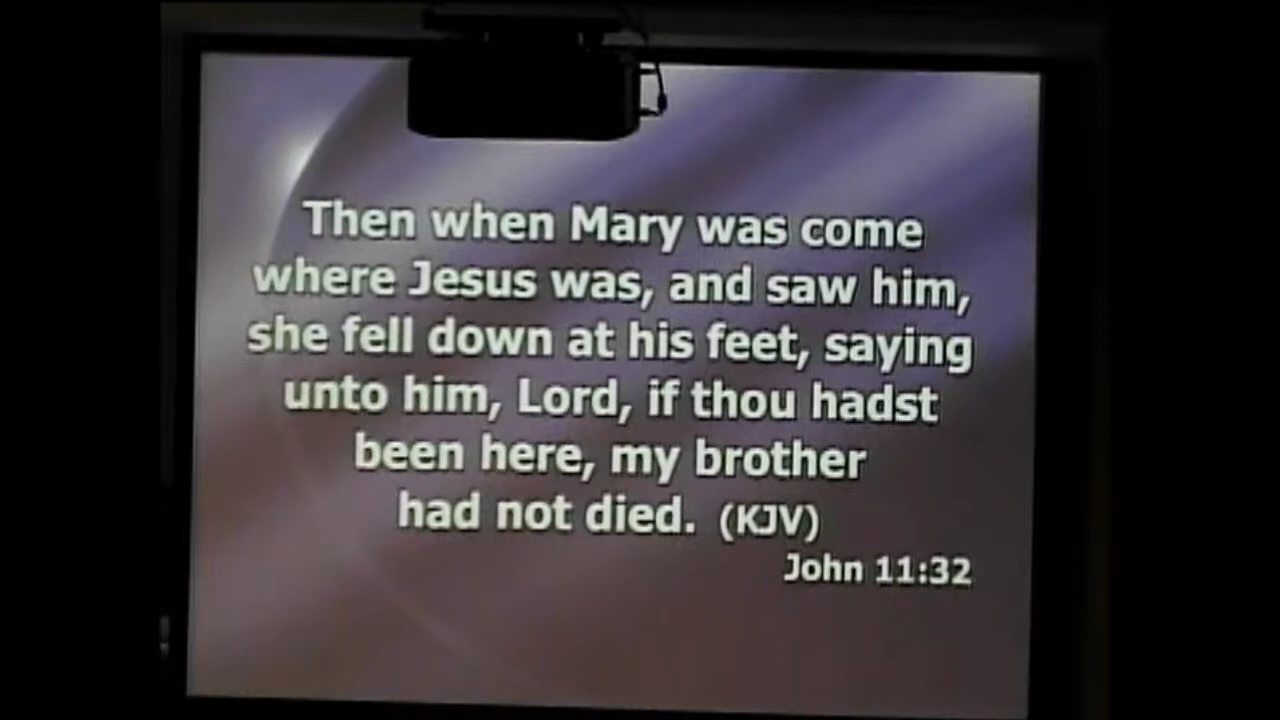 Then when Mary was come
where Jesus was, and saw him,
she fell down at his feet, saying
unto him, Lord, if thou hadst
been here, my brother
had not died. (KJV)
John 11:32